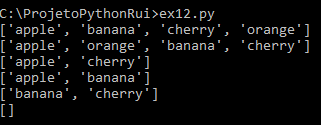 C:\ProjetoPythonRui>ex12.py
['apple', 'banana', 'cherry', 'orange']
['apple', 'orange', 'banana', 'cherry']
['apple', 'cherry']
['apple', 'banana']
['banana', 'cherry']
[]